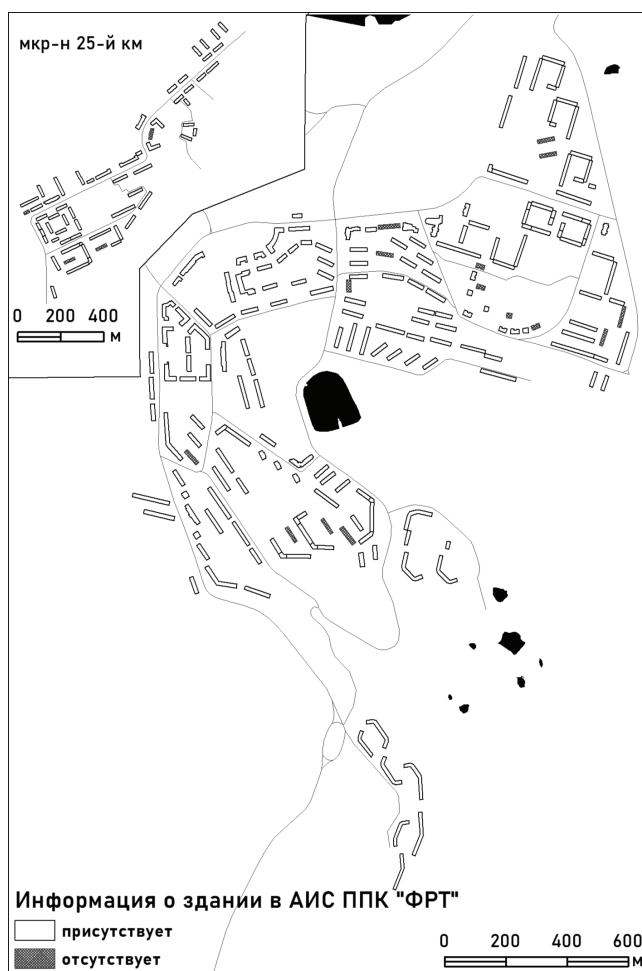 мкр-н 25-й км
0 200 400
м
Информация о здании в АИС ППК "ФРТ"
присутствует
отсутствует
0 200 400 600
м